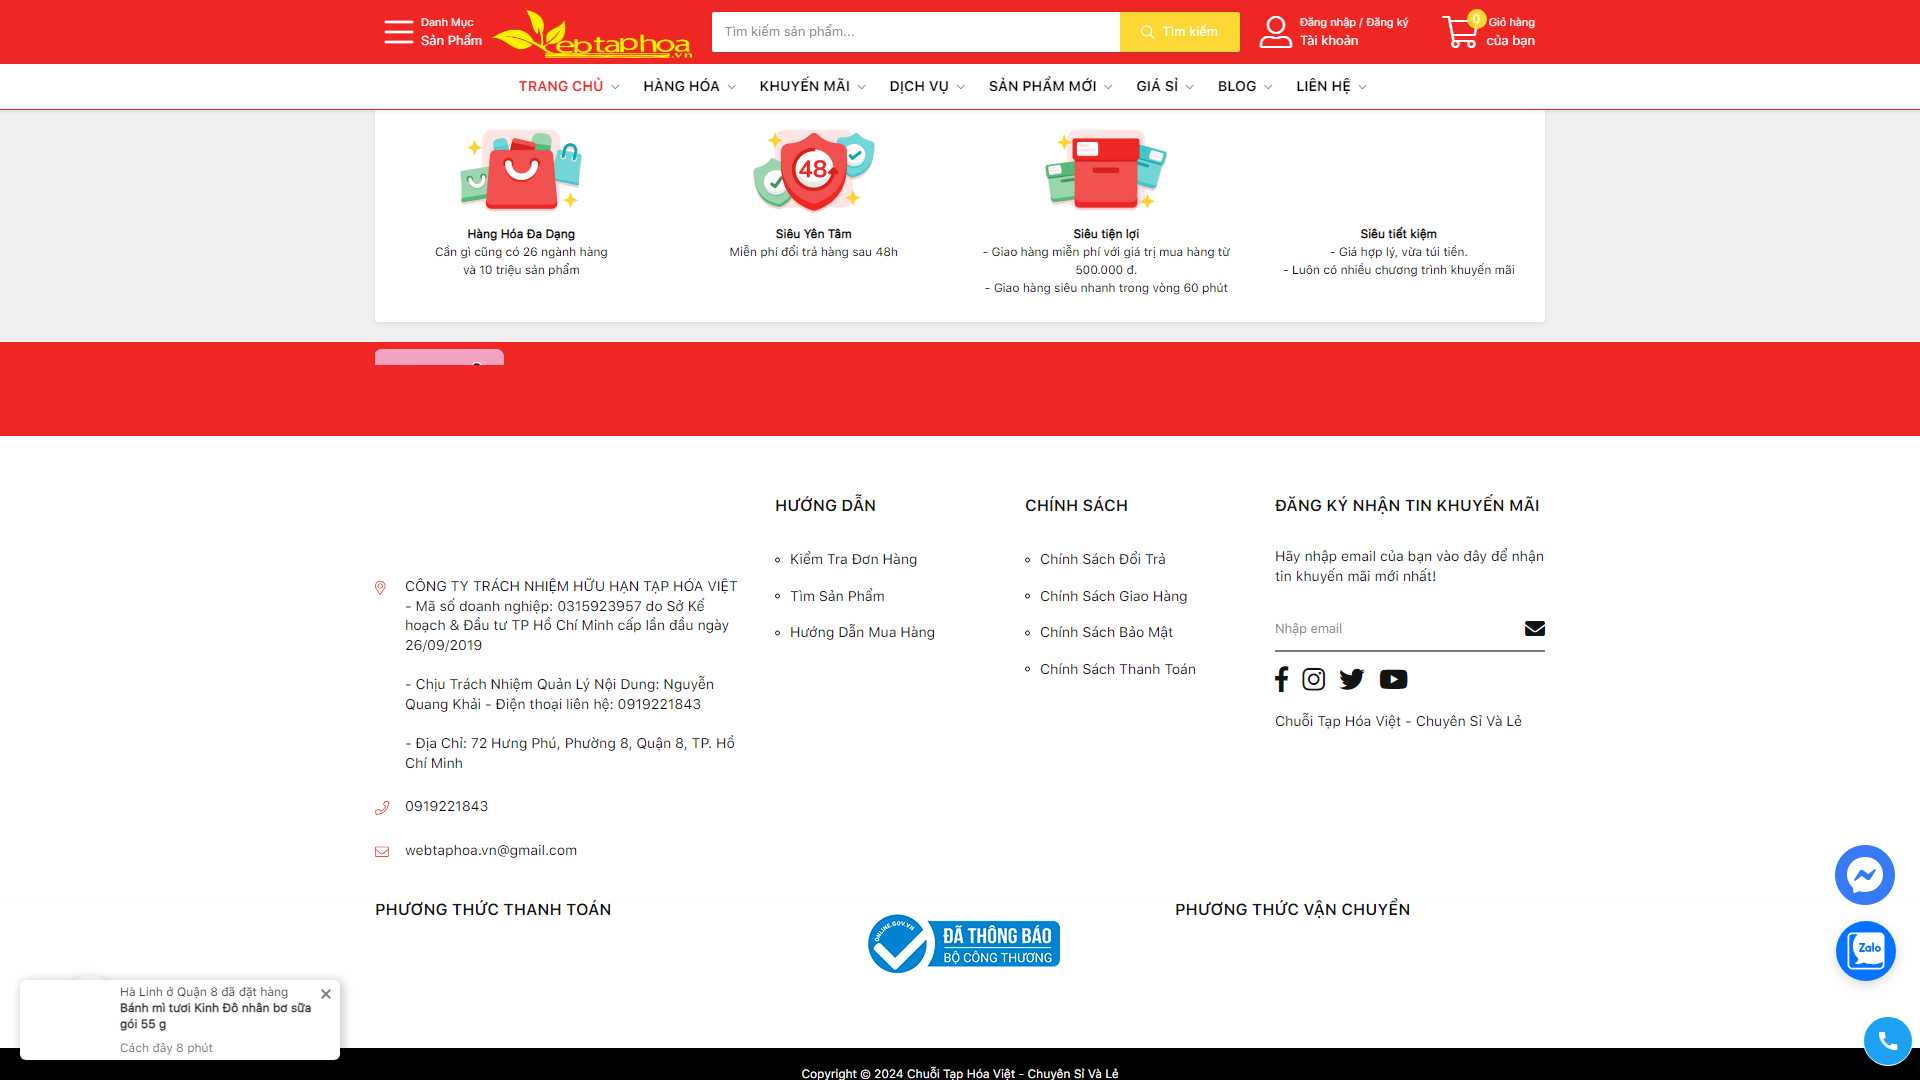 Danh Mục
Sản Phẩm
ebtaphoa
.vn
Tìm kiếm sản phẩm...
Tìm kiếm
Đăng nhập / Đăng ký
Tài khoản
0
Giỏ hàng
của bạn
TRANG CHỦ
HÀNG HÓA
KHUYẾN MÃI
DỊCH VỤ
SẢN PHẨM MỚI
GIÁ SỈ
BLOG
LIÊN HỆ
48
Hàng Hóa Đa Dạng
Cần gì cũng có 26 ngành hàng
và 10 triệu sản phẩm
Siêu Yên Tâm
Miễn phí đổi trả hàng sau 48h
Siêu tiện lợi
- Giao hàng miễn phí với giá trị mua hàng từ
500.000 đ.
- Giao hàng siêu nhanh trong vòng 60 phút
Siêu tiết kiệm
- Giá hợp lý, vừa túi tiền.
- Luôn có nhiều chương trình khuyến mãi
CÔNG TY TRÁCH NHIỆM HỮU HẠN TẠP HÓA VIỆT
- Mã số doanh nghiệp: 0315923957 do Sở Kế
hoạch & Đầu tư TP Hồ Chí Minh cấp lần đầu ngày
26/09/2019
- Chịu Trách Nhiệm Quản Lý Nội Dung: Nguyễn
Quang Khải - Điện thoại liên hệ: 0919221843
- Địa Chỉ: 72 Hưng Phú, Phường 8, Quận 8, TP. Hồ
Chí Minh
0919221843
webtaphoa.vn@gmail.com
HƯỚNG DẪN
Kiểm Tra Đơn Hàng
Tìm Sản Phẩm
Hướng Dẫn Mua Hàng
CHÍNH SÁCH
Chính Sách Đổi Trả
Chính Sách Giao Hàng
Chính Sách Bảo Mật
Chính Sách Thanh Toán
ĐĂNG KÝ NHẬN TIN KHUYẾN MÃI
Hãy nhập email của bạn vào đây để nhận
tin khuyến mãi mới nhất!
Nhập email
Chuỗi Tạp Hóa Việt - Chuyên Sỉ Và Lẻ
PHƯƠNG THỨC THANH TOÁN
ONLINE.GOV.VN
ĐÃ THÔNG BÁO
BỘ CÔNG THƯƠNG
PHƯƠNG THỨC VẬN CHUYỂN
Zalo
Hà Linh ở Quận 8 đã đặt hàng
Bánh mì tươi Kinh Đô nhân bơ sữa
gói 55 g
Cách đây 8 phút
Copyright © 2024 Chuỗi Tạp Hóa Việt - Chuyên Sỉ Và Lẻ